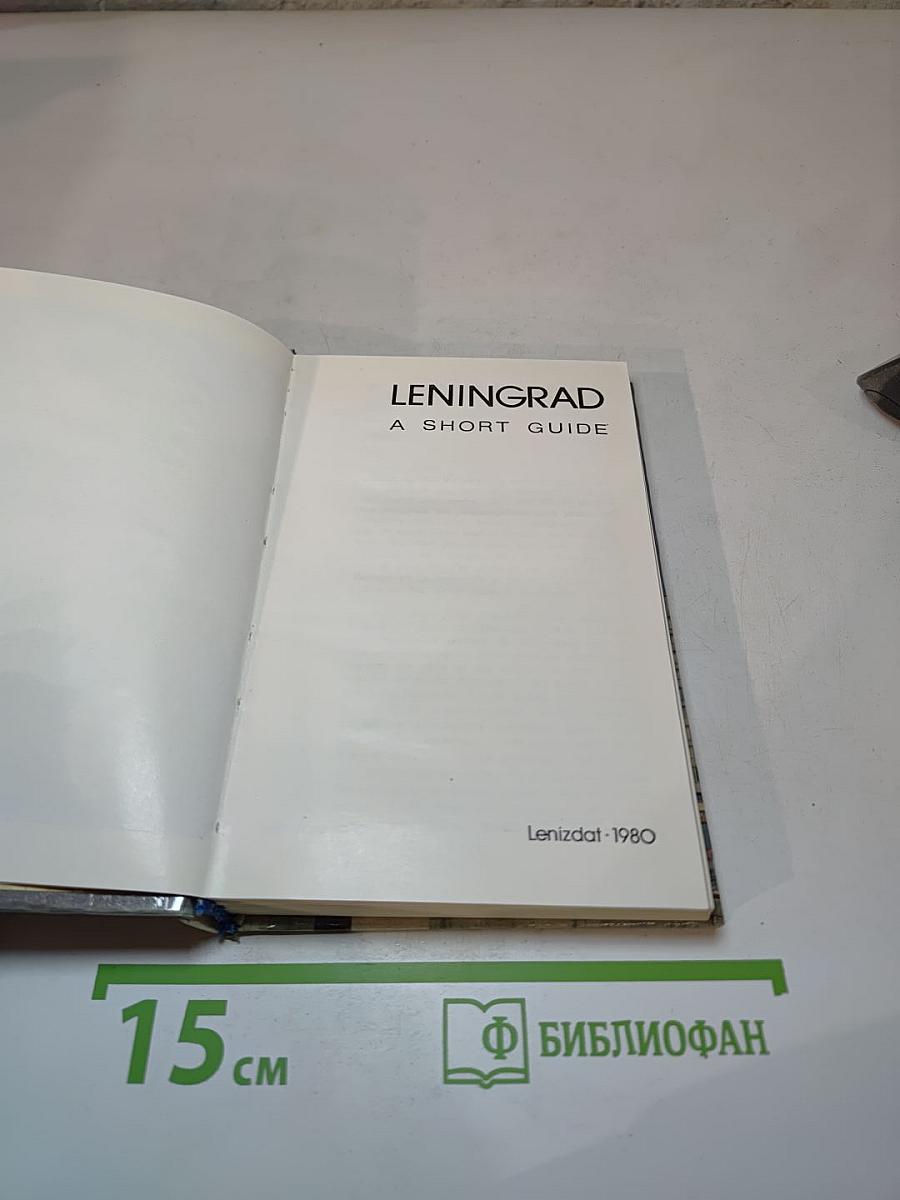 LENINGRAD
A SHORT GUIDE
Lenizdat · 1980
15 см
БИБЛИОФАН